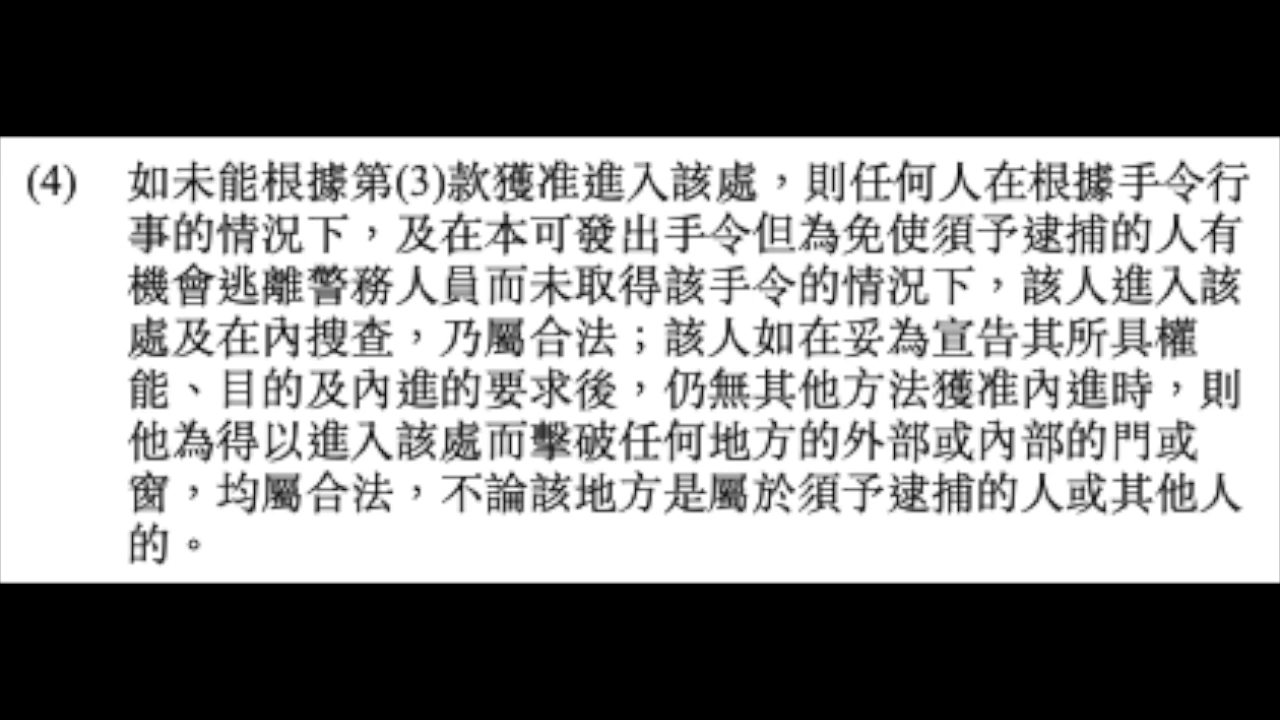 (4) 如未能根據第(3)款獲准進入該處，則任何人在根據手令行
事的情況下，及在本可發出手令但為免使須予逮捕的人有
機會逃離警務人員而未取得該手令的情況下，該人進入該
處及在內搜查，乃屬合法；該人如在妥為宣告其所具權
能、目的及內進的要求後，仍無其他方法獲准內進時，則
他為得以進入該處而擊破任何地方的外部或內部的門或
窗，均屬合法，不論該地方是屬於須予逮捕的人或其他人
的。